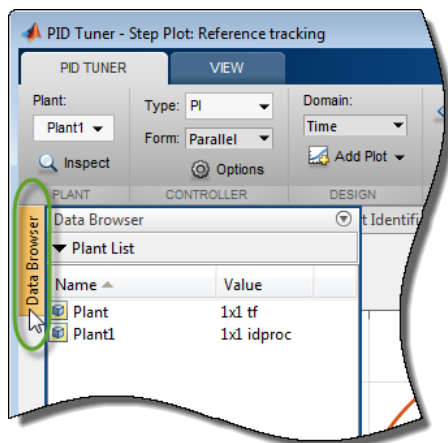 PID Tuner - Step Plot: Reference tracking
PID TUNER VIEW
Plant: Type: PI Domain:
Plant1 Form: Parallel Time
Inspect Options Add Plot
PLANT CONTROLLER DESIGN
Data Browser
Data Browser
Plant List
Name Value
Plant 1x1 tf
Plant1 1x1 idproc